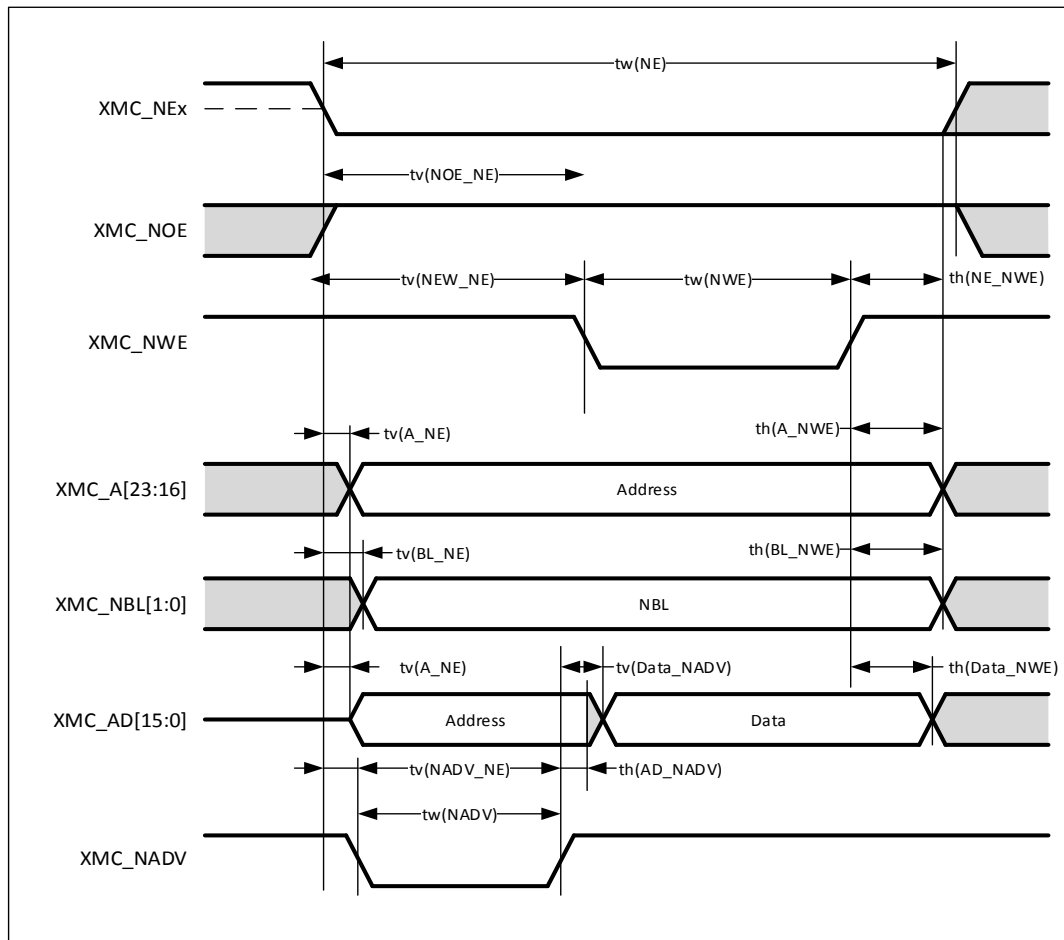 tw(NE)
XMC_NEx
tv(NOE_NE)
XMC_NOE
tv(NEW_NE)
tw(NWE)
th(NE_NWE)
XMC_NWE
tv(A_NE)
th(A_NWE)
XMC_A[23:16]
Address
tv(BL_NE)
th(BL_NWE)
XMC_NBL[1:0]
NBL
tv(A_NE)
tv(Data_NADV)
th(Data_NWE)
XMC_AD[15:0]
Address
Data
tv(NADV_NE)
th(AD_NADV)
tw(NADV)
XMC_NADV